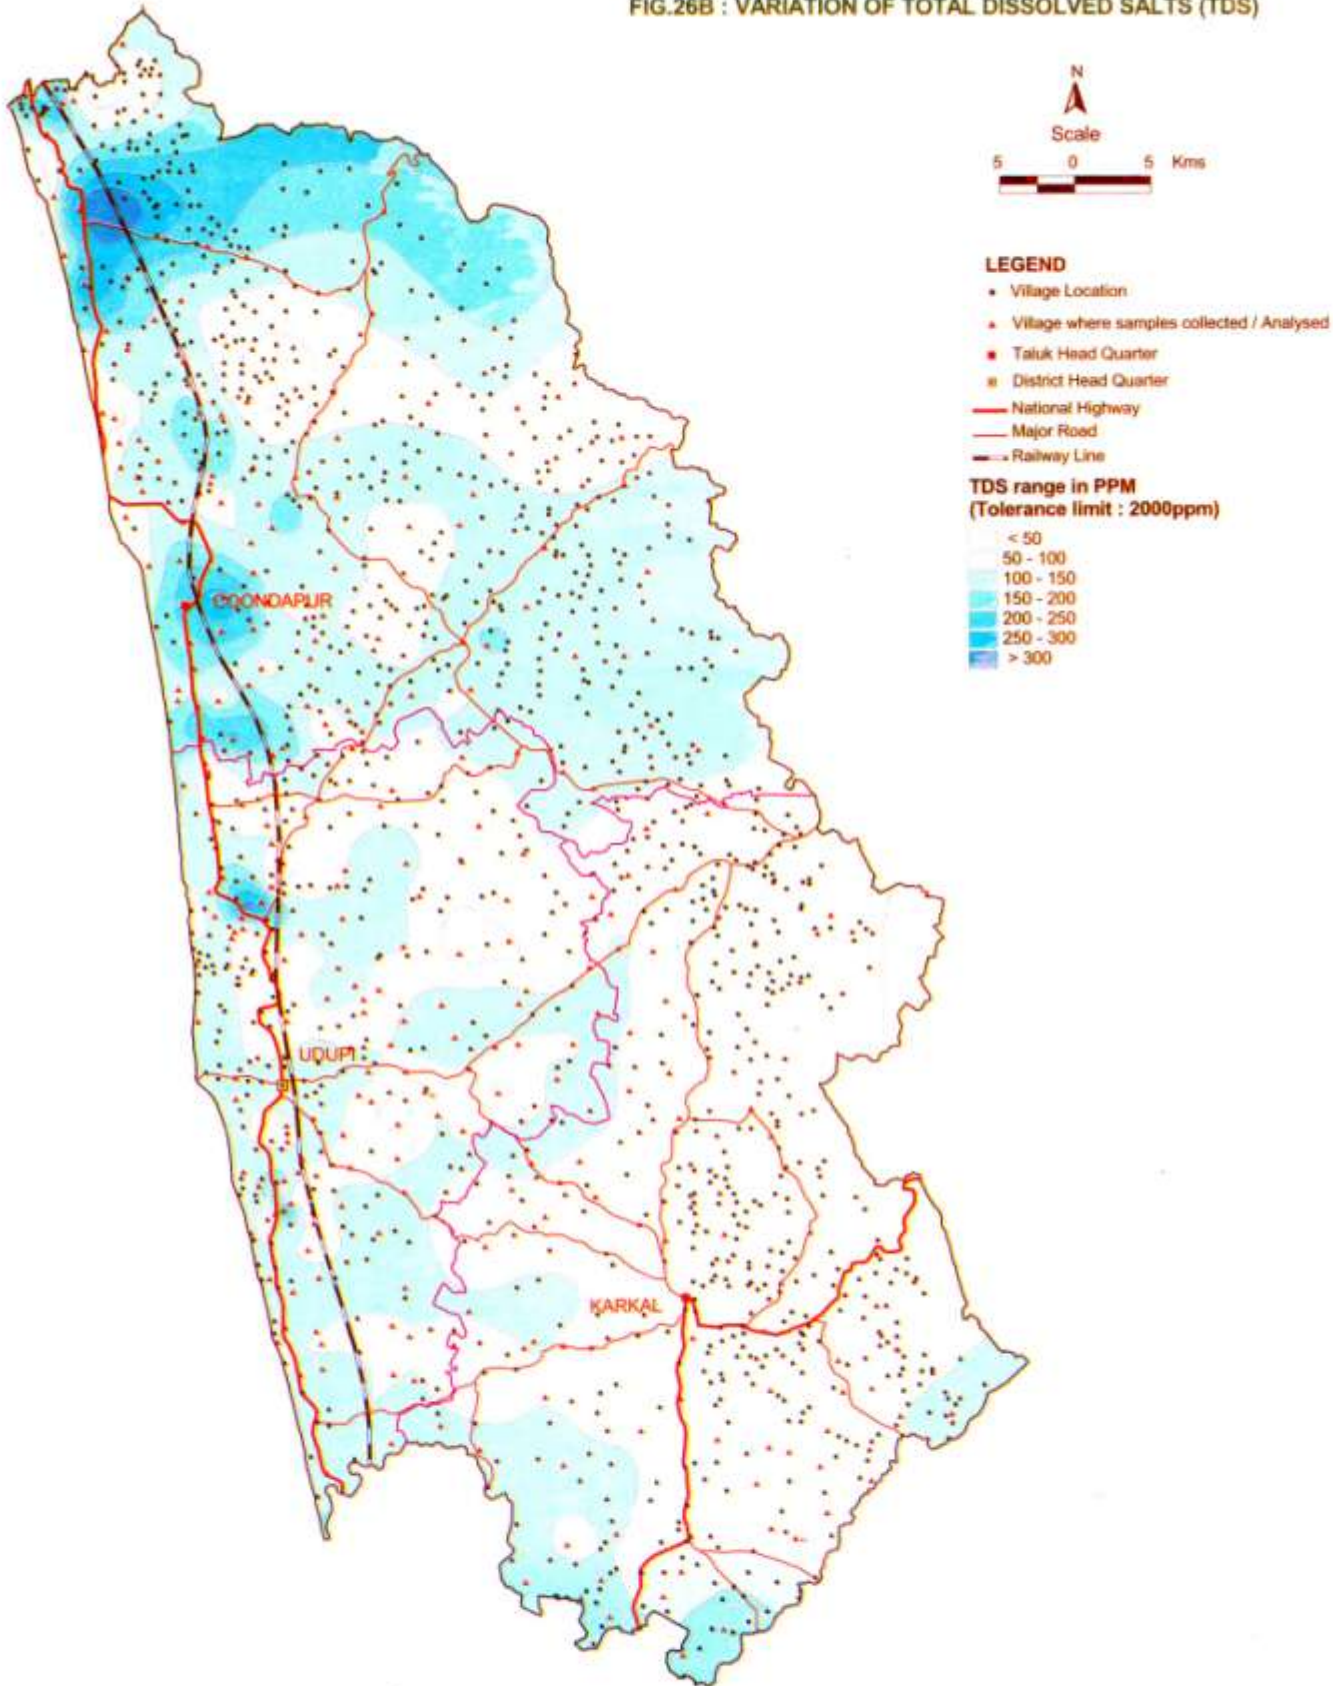 FIG.26B : VARIATION OF TOTAL DISSOLVED SALTS (TDS)
N
Scale
5 0 5 Kms
LEGEND
Village Location
Village where samples collected / Analysed
Taluk Head Quarter
District Head Quarter
National Highway
Major Road
Railway Line
TDS range in PPM
(Tolerance limit : 2000ppm)
< 50
50 - 100
100 - 150
150 - 200
200 - 250
250 - 300
> 300
COONDAPUR
UDUPI
KARKAL